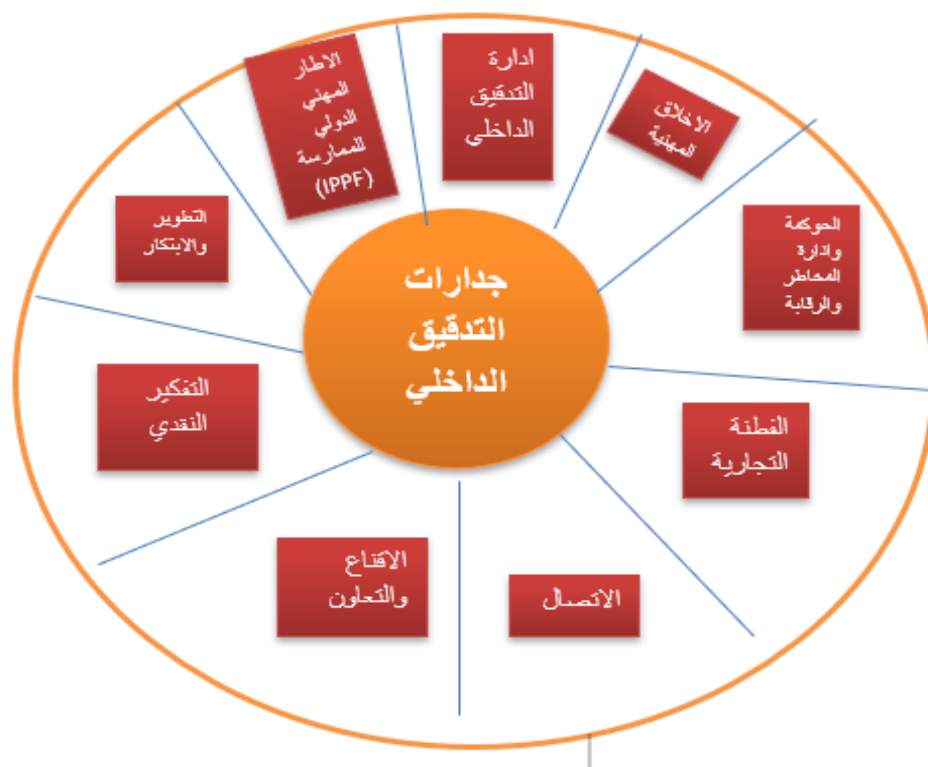 جدارات
التدقيق
الداخلي
الاخلاق
المهنية
ادارة
التدقيق
الداخلي
الاطار
المهني
الدولي
للممارسة
(IPPF)
التطوير
والابتكار
التفكير
النقدي
الاقناع
والتعاون
الاتصال
الفطنة
التجارية
الحوكمة
وادارة
المخاطر
والرقابة